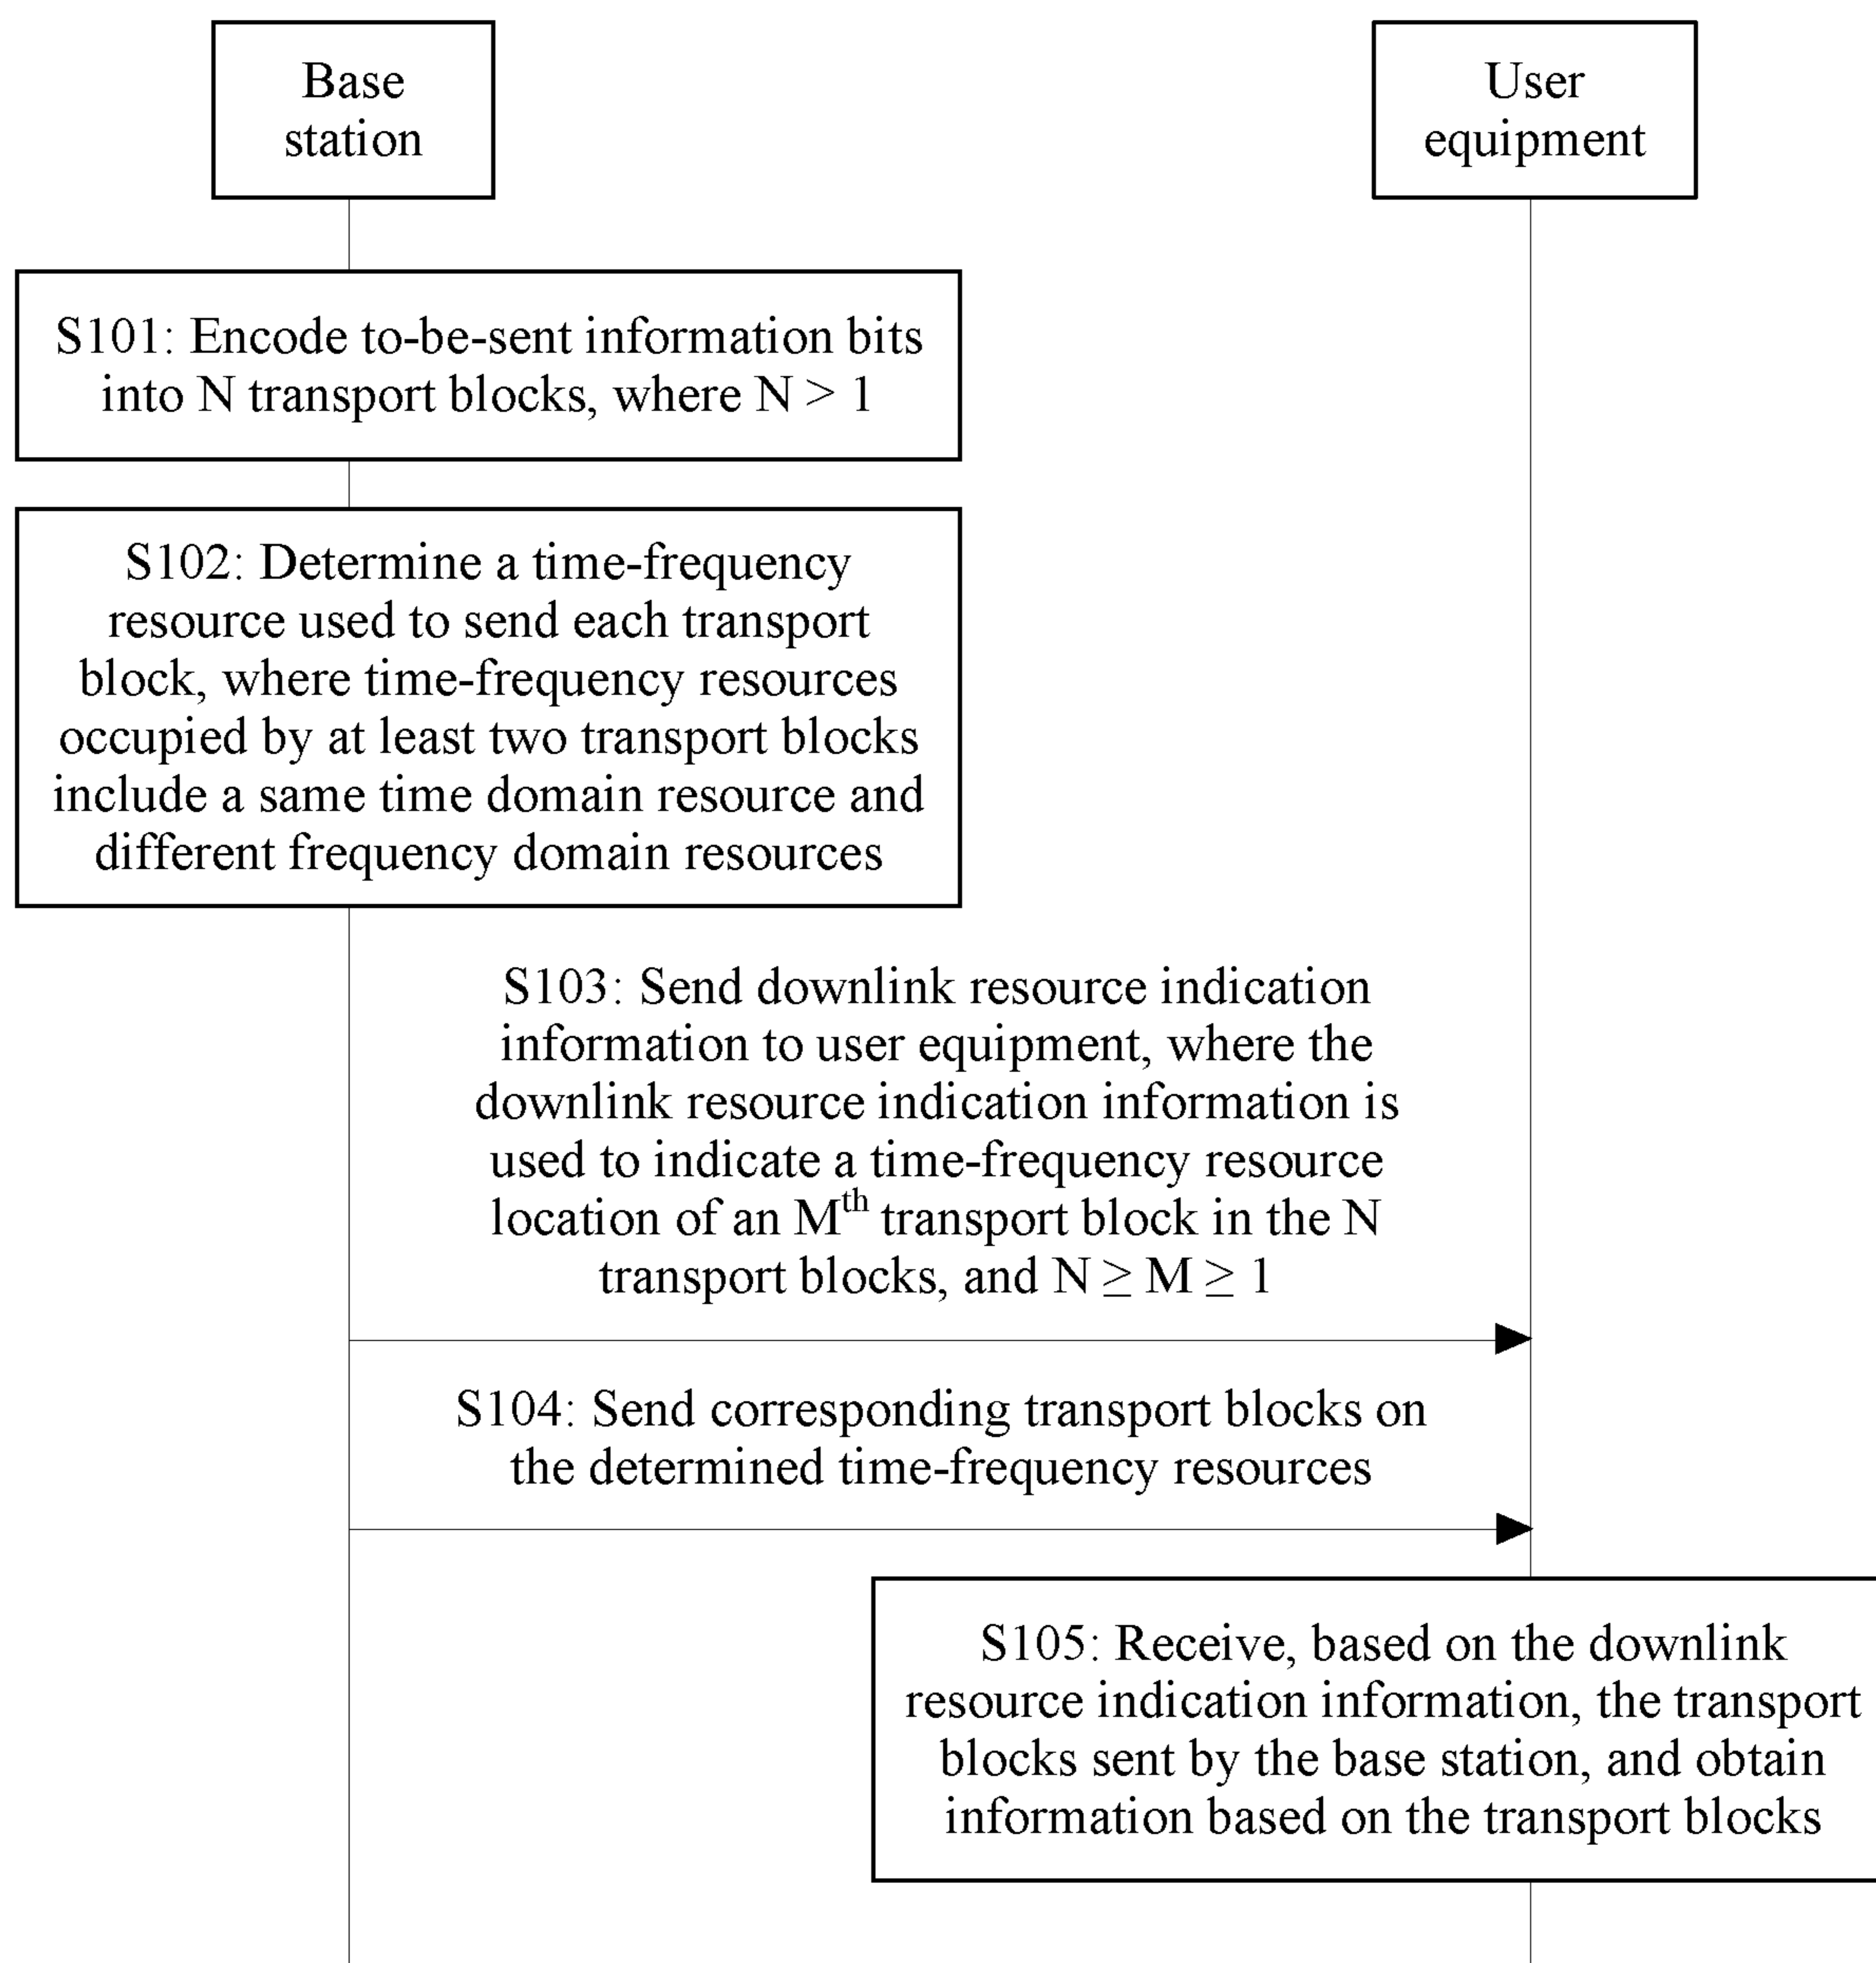 Base
station
User
equipment
S101: Encode to-be-sent information bits
into N transport blocks, where N > 1
S102: Determine a time-frequency
resource used to send each transport
block, where time-frequency resources
occupied by at least two transport blocks
include a same time domain resource and
different frequency domain resources
S103: Send downlink resource indication
information to user equipment, where the
downlink resource indication information is
used to indicate a time-frequency resource
location of an Mth transport block in the N
transport blocks, and N ≥ M ≥ 1
S104: Send corresponding transport blocks on
the determined time-frequency resources
S105: Receive, based on the downlink
resource indication information, the transport
blocks sent by the base station, and obtain
information based on the transport blocks